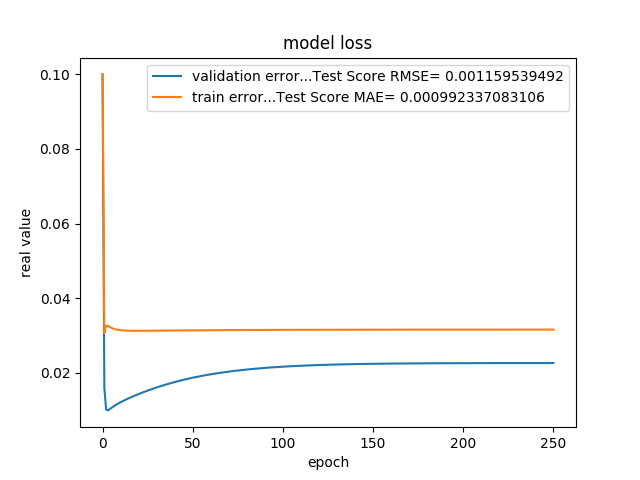 model loss
validation error...Test Score RMSE= 0.001159539492
train error...Test Score MAE= 0.000992337083106
0.10
0.08
0.06
0.04
0.02
real value
0
50
100
150
200
250
epoch